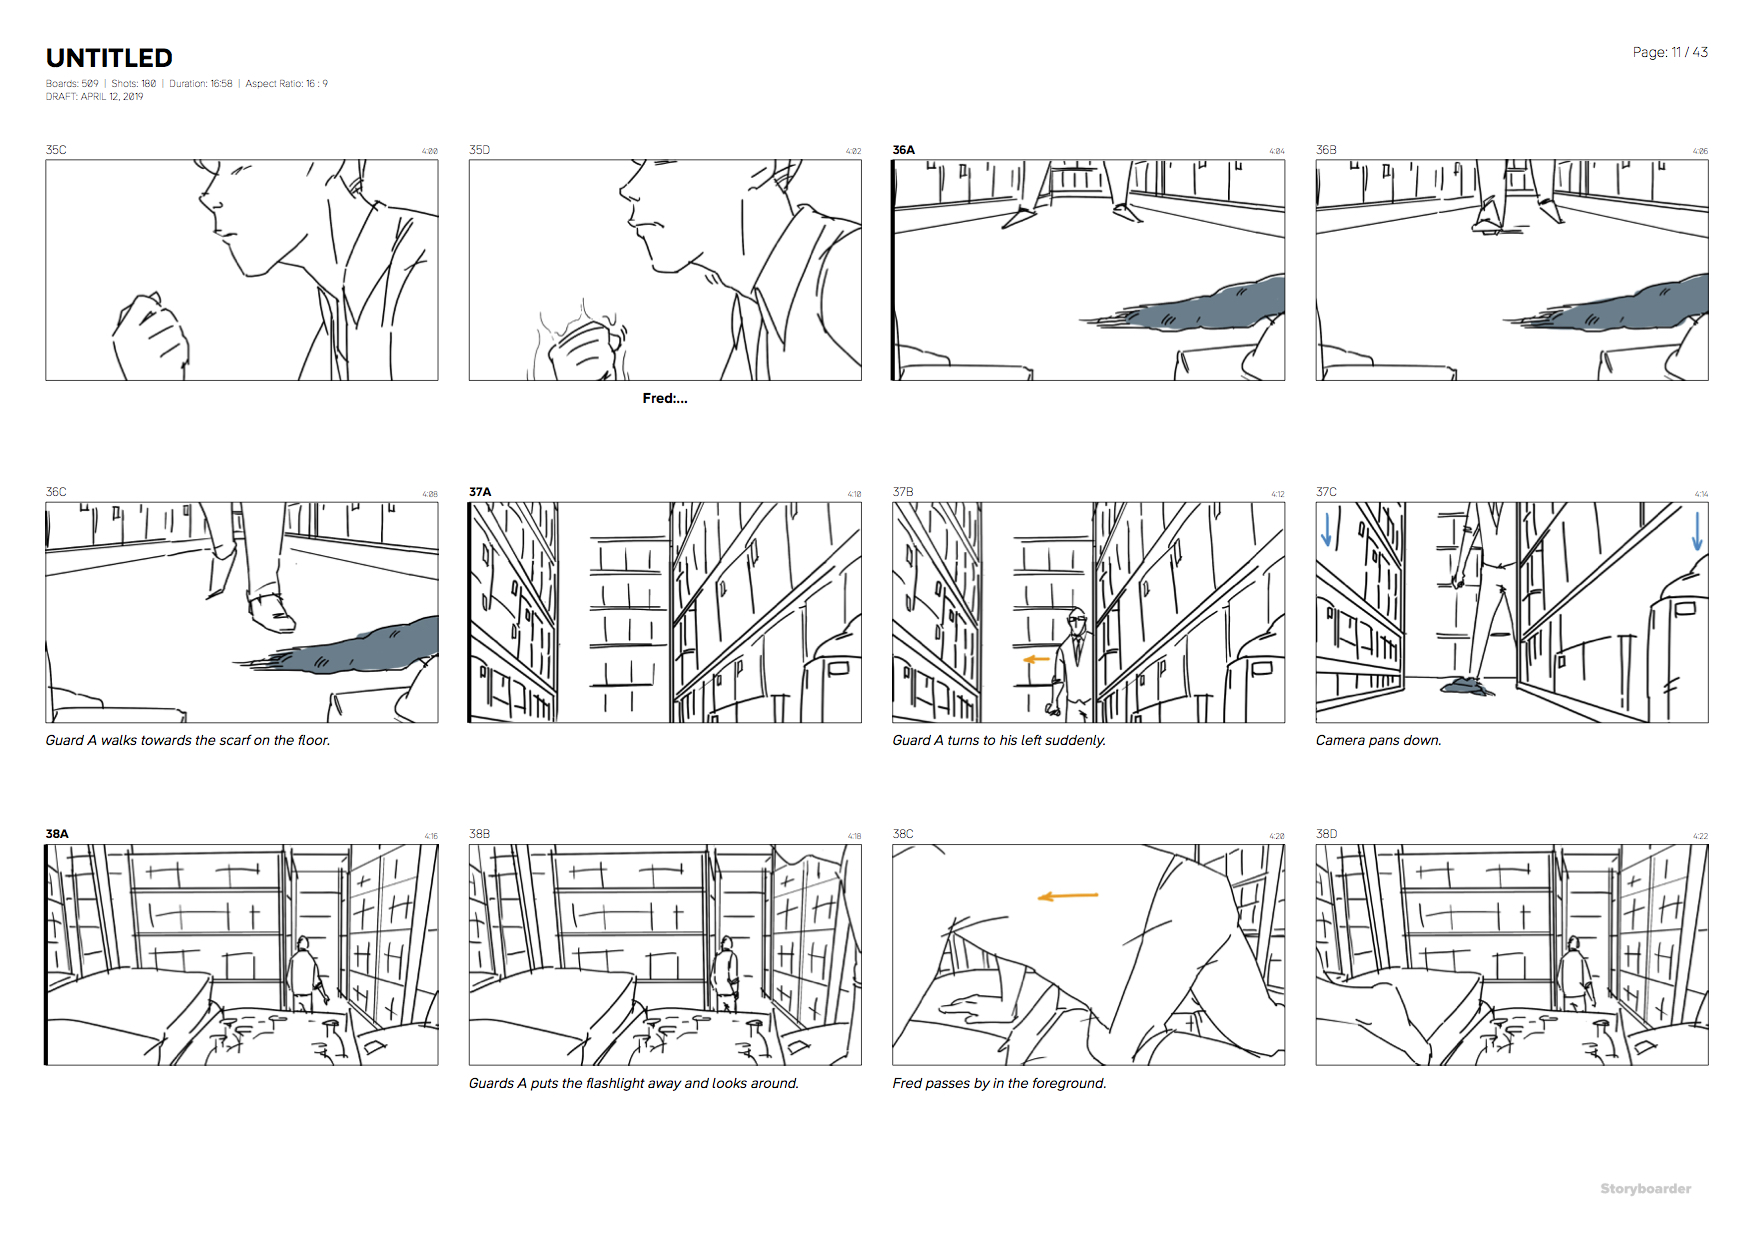 UNTITLED
Page: 11 / 43
Boards: 509 | Shots: 180 | Duration: 16:58 | Aspect Ratio: 16 : 9
DRAFT: APRIL 12, 2019
35C 4:00
35D 4:02
36A 4:04
36B 4:06
Fred:...
36C 4:08
37A 4:10
37B 4:12
37C 4:14
Guard A walks towards the scarf on the floor.
Guard A turns to his left suddenly.
Camera pans down.
38A 4:16
38B 4:18
38C 4:20
38D 4:22
Guards A puts the flashlight away and looks around.
Fred passes by in the foreground.
Storyboarder